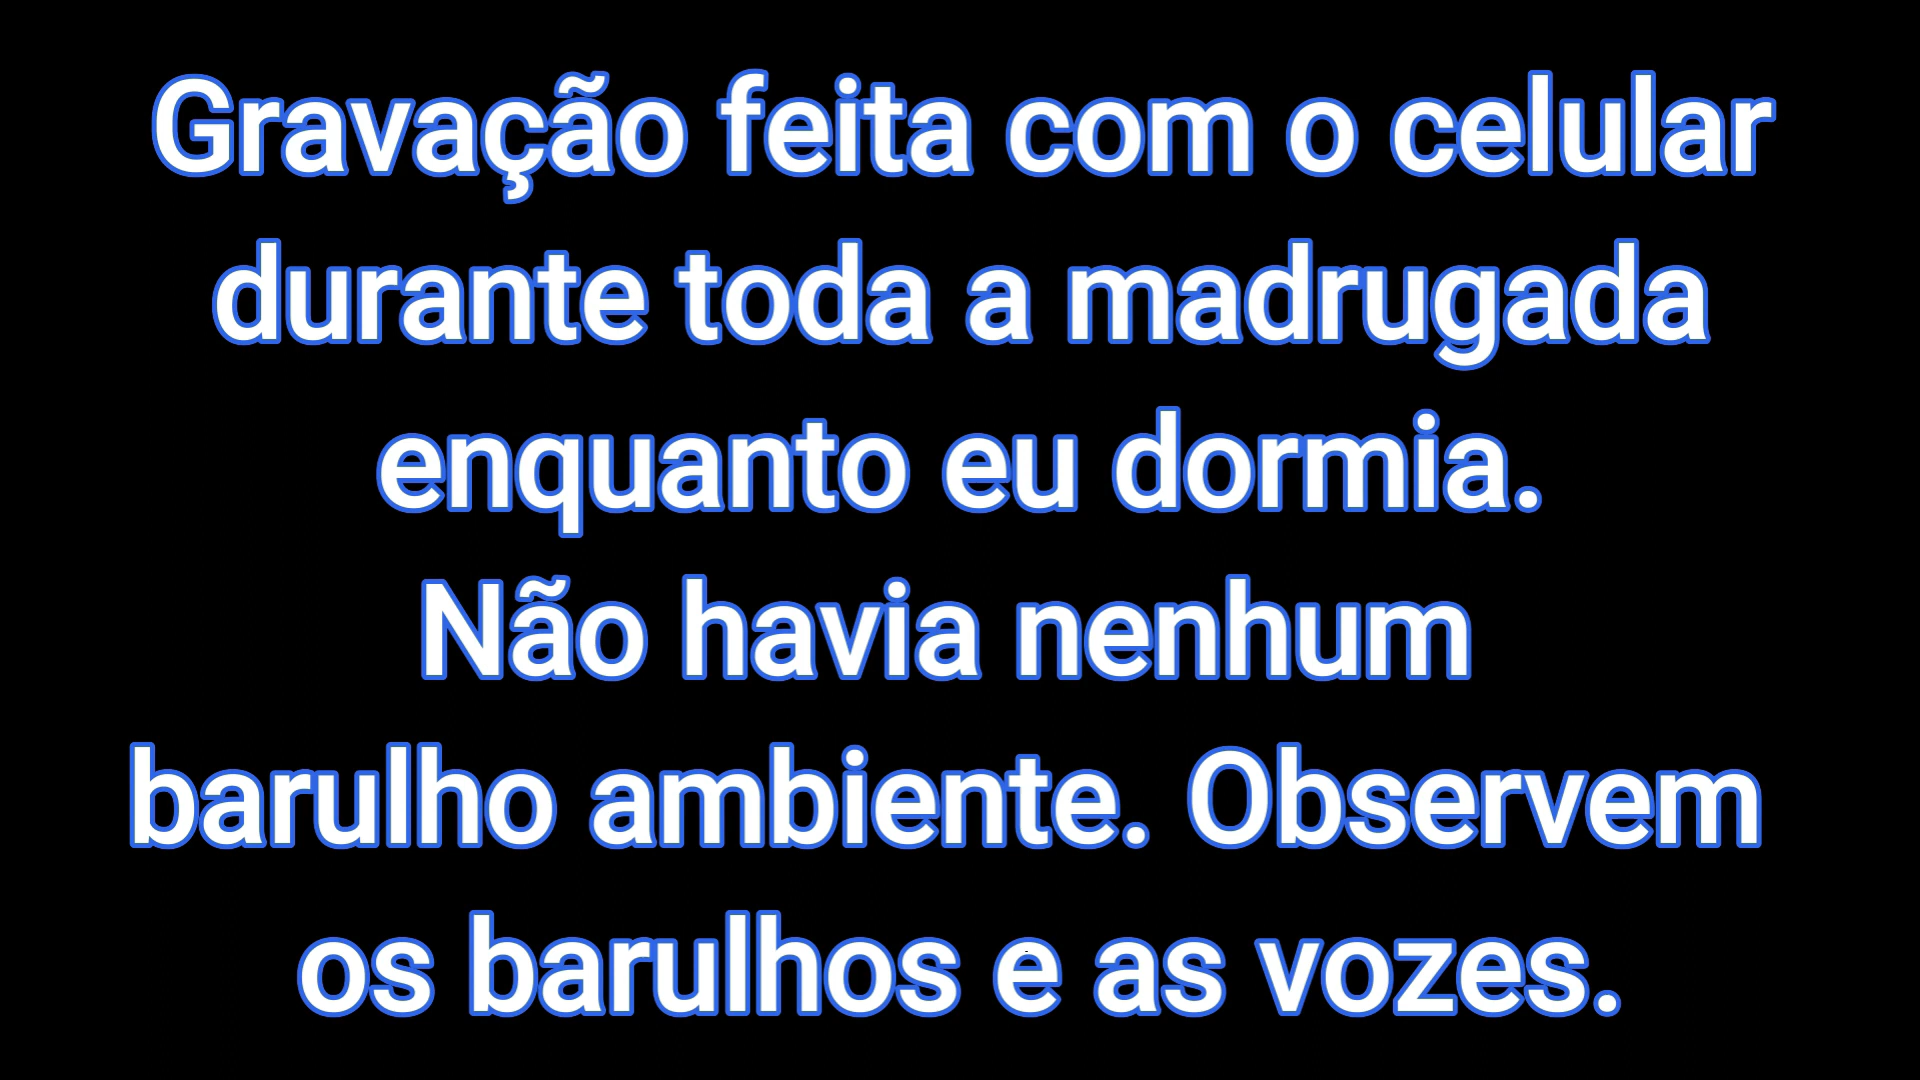 Gravação feita com o celular
durante toda a madrugada
enquanto eu dormia.
Não havia nenhum
barulho ambiente. Observem
os barulhos e as vozes.